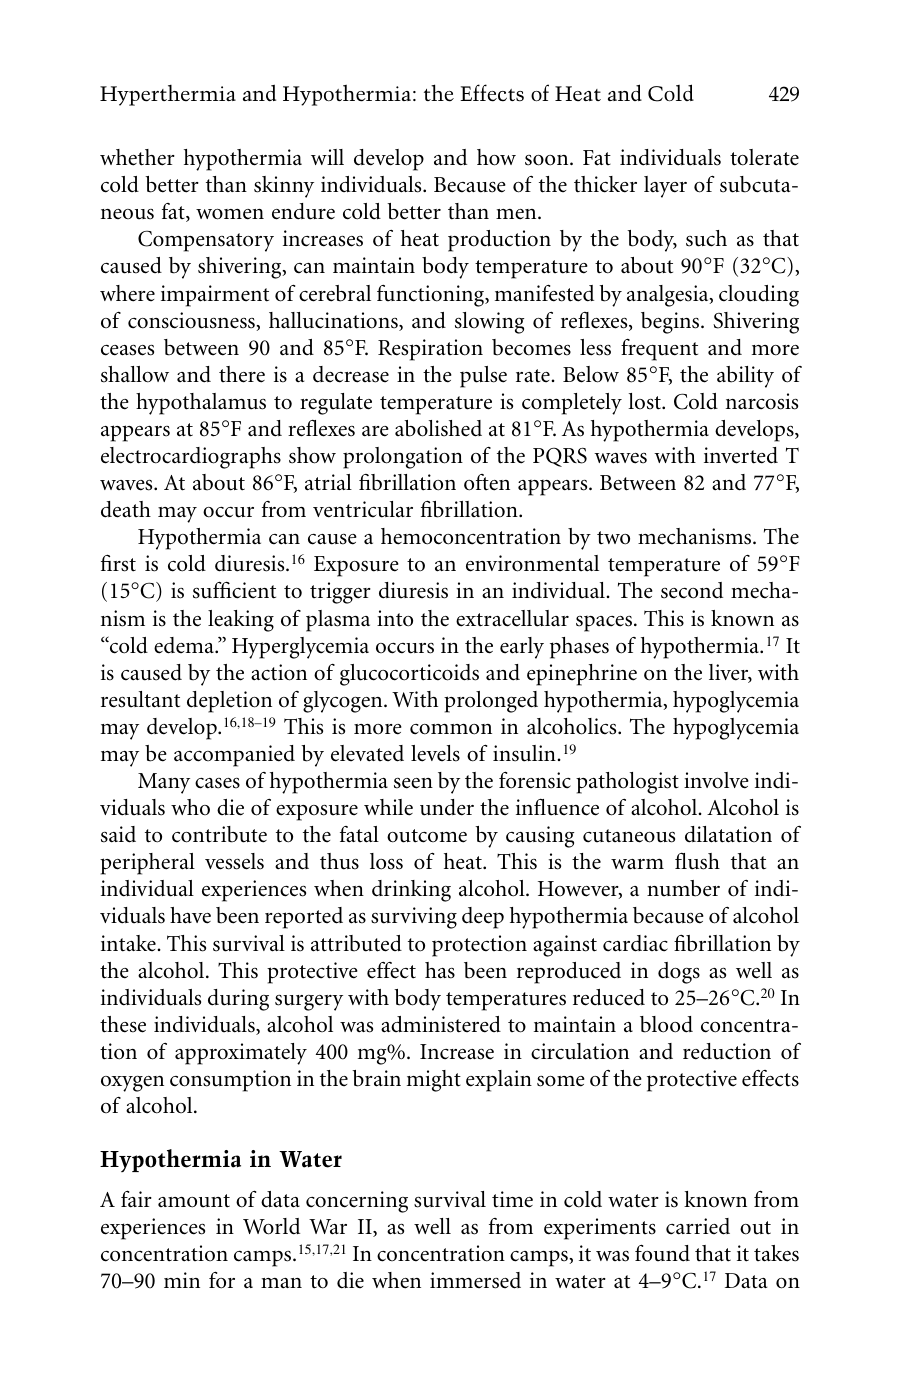 Hyperthermia and Hypothermia: the Effects of Heat and Cold 429
whether hypothermia will develop and how soon. Fat individuals tolerate
cold better than skinny individuals. Because of the thicker layer of subcuta-
neous fat, women endure cold better than men.
Compensatory increases of heat production by the body, such as that
caused by shivering, can maintain body temperature to about 90°F (32°C),
where impairment of cerebral functioning, manifested by analgesia, clouding
of consciousness, hallucinations, and slowing of reflexes, begins. Shivering
ceases between 90 and 85°F. Respiration becomes less frequent and more
shallow and there is a decrease in the pulse rate. Below 85°F, the ability of
the hypothalamus to regulate temperature is completely lost. Cold narcosis
appears at 85°F and reflexes are abolished at 81°F. As hypothermia develops,
electrocardiographs show prolongation of the PQRS waves with inverted T
waves. At about 86°F, atrial fibrillation often appears. Between 82 and 77°F,
death may occur from ventricular fibrillation.
Hypothermia can cause a hemoconcentration by two mechanisms. The
first is cold diuresis.16 Exposure to an environmental temperature of 59°F
(15°C) is sufficient to trigger diuresis in an individual. The second mecha-
nism is the leaking of plasma into the extracellular spaces. This is known as
“cold edema.” Hyperglycemia occurs in the early phases of hypothermia.17 It
is caused by the action of glucocorticoids and epinephrine on the liver, with
resultant depletion of glycogen. With prolonged hypothermia, hypoglycemia
may develop.16,18–19 This is more common in alcoholics. The hypoglycemia
may be accompanied by elevated levels of insulin.19
Many cases of hypothermia seen by the forensic pathologist involve indi-
viduals who die of exposure while under the influence of alcohol. Alcohol is
said to contribute to the fatal outcome by causing cutaneous dilatation of
peripheral vessels and thus loss of heat. This is the warm flush that an
individual experiences when drinking alcohol. However, a number of indi-
viduals have been reported as surviving deep hypothermia because of alcohol
intake. This survival is attributed to protection against cardiac fibrillation by
the alcohol. This protective effect has been reproduced in dogs as well as
individuals during surgery with body temperatures reduced to 25–26°C.20 In
these individuals, alcohol was administered to maintain a blood concentra-
tion of approximately 400 mg%. Increase in circulation and reduction of
oxygen consumption in the brain might explain some of the protective effects
of alcohol.
Hypothermia in Water
A fair amount of data concerning survival time in cold water is known from
experiences in World War II, as well as from experiments carried out in
concentration camps.15,17,21 In concentration camps, it was found that it takes
70–90 min for a man to die when immersed in water at 4–9°C.17 Data on